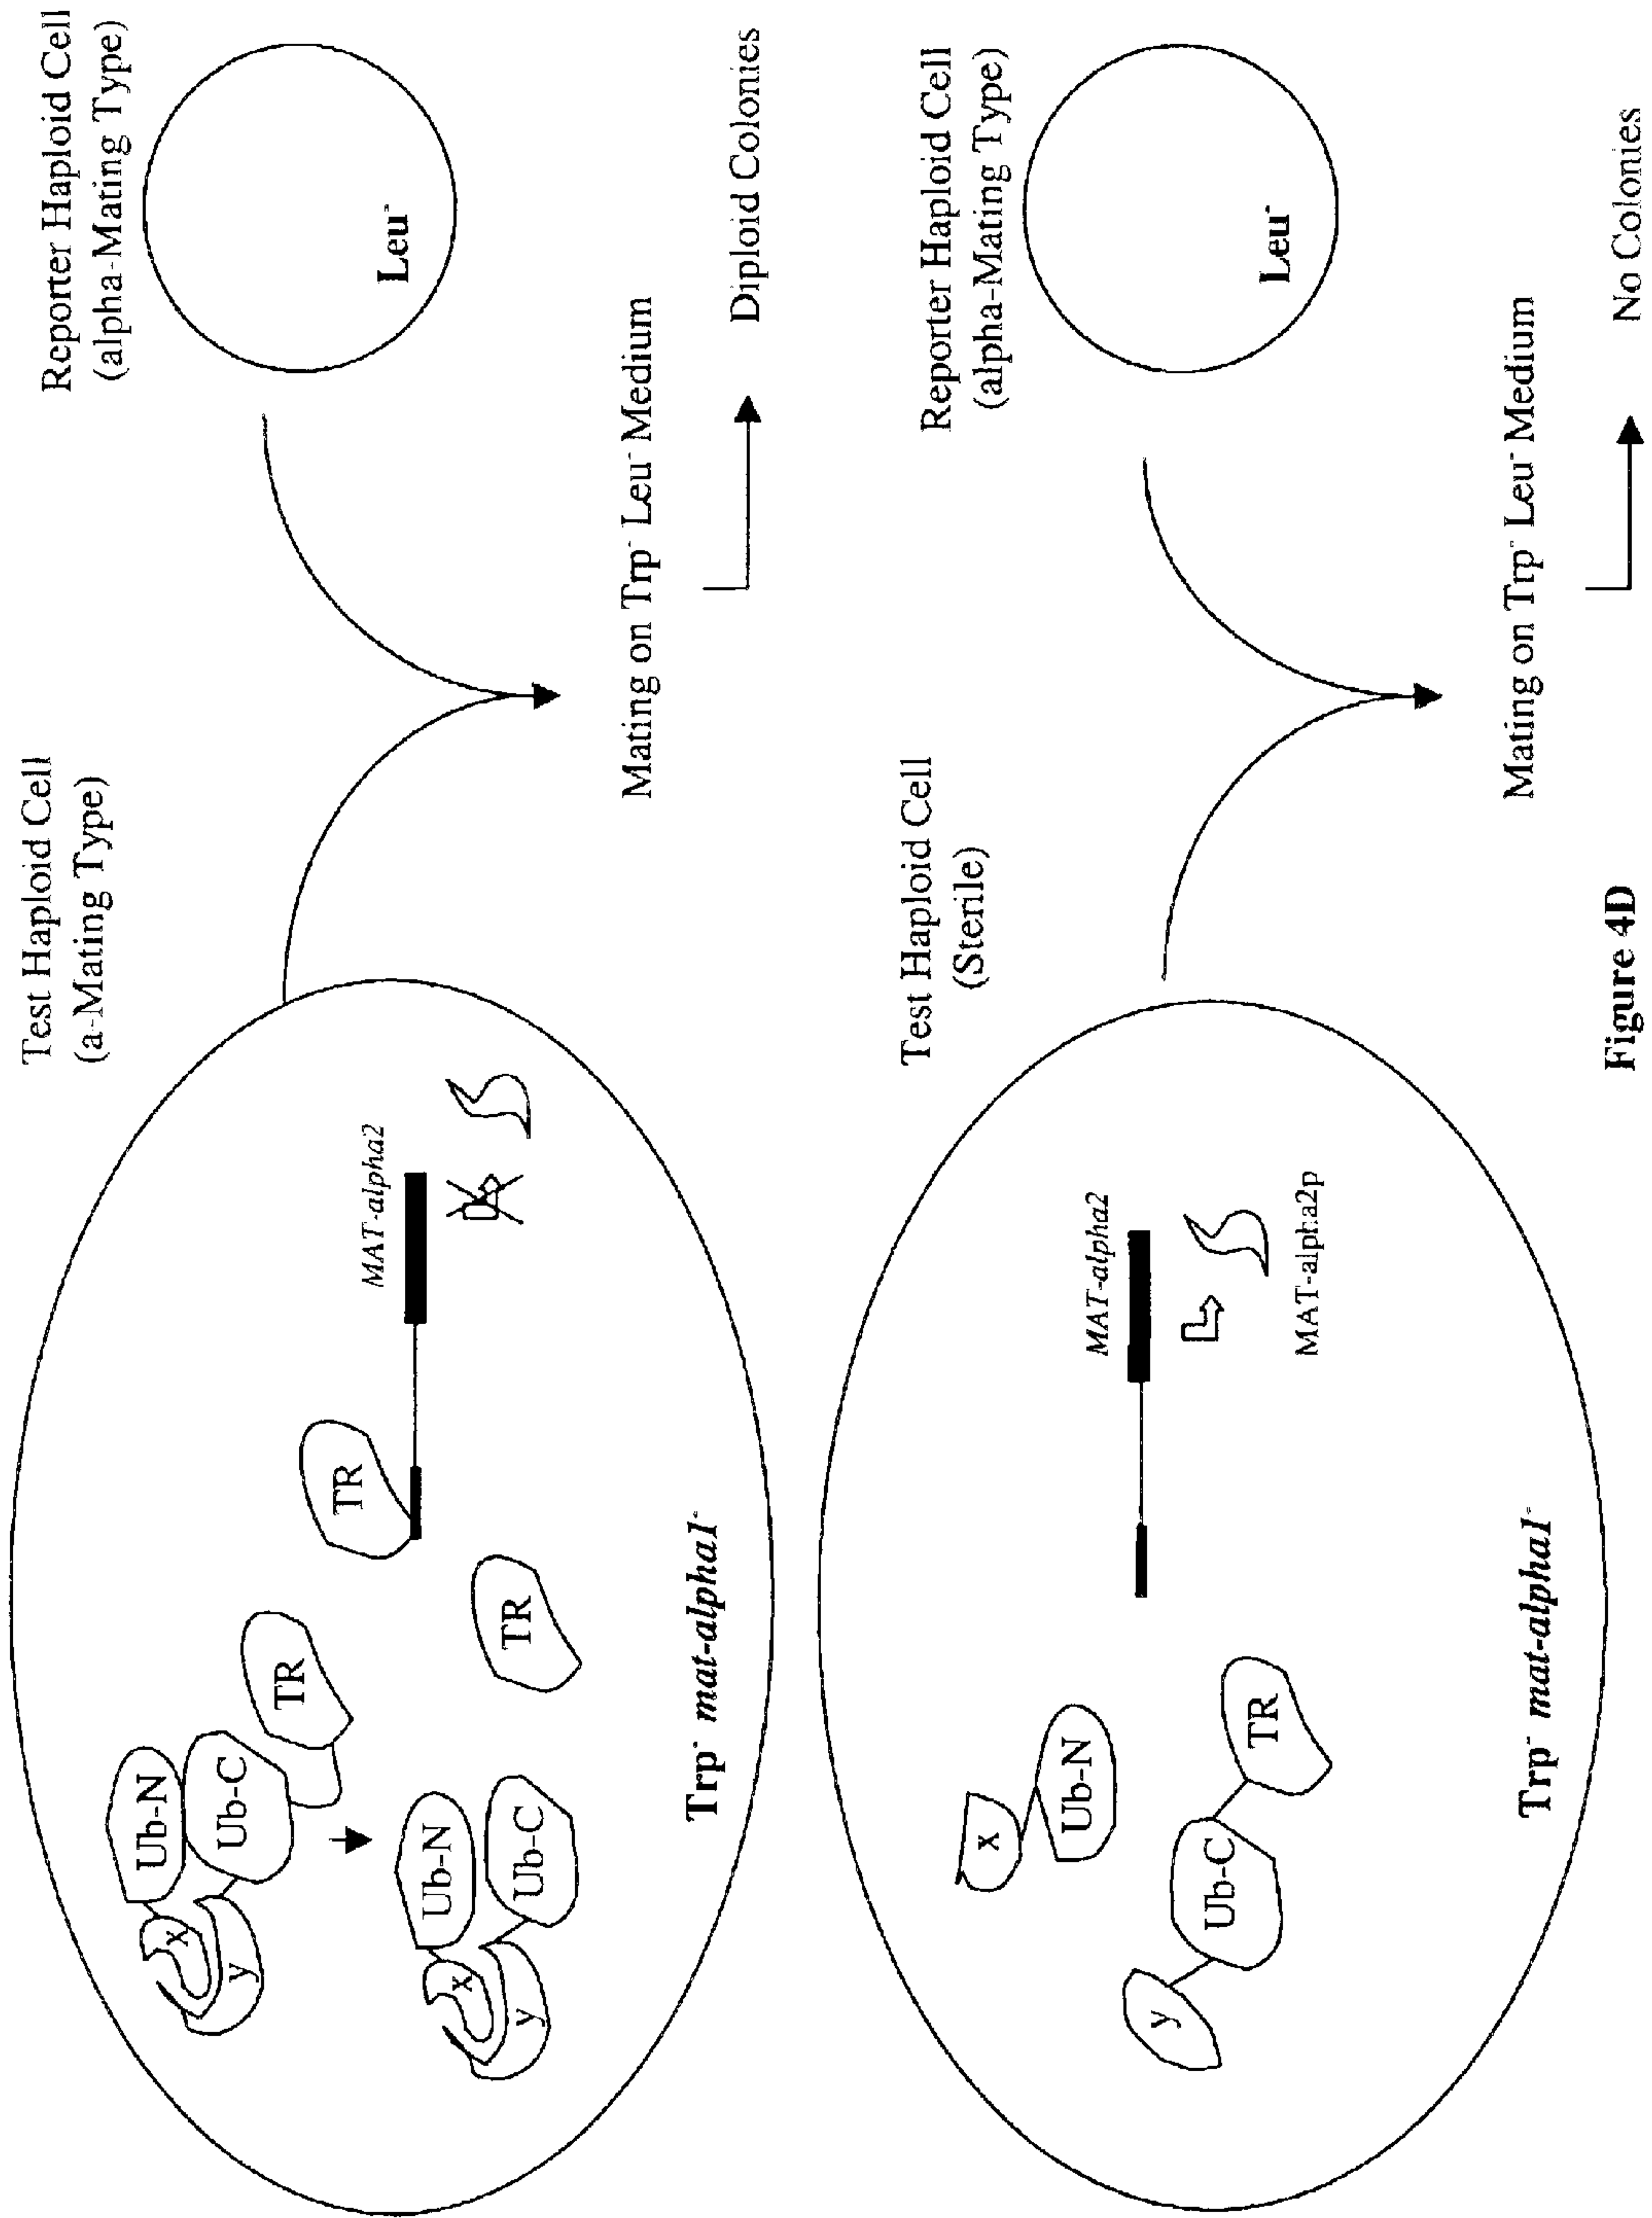 Test Haploid Cell
(a-Mating Type)
Reporter Haploid Cell
(alpha-Mating Type)
Ub-N
Ub-C
x
y
TR
TR
MAT-alpha2
Ub-N
Ub-C
x
y
TR
Leu-
Trp- mat-alpha1-
Mating on Trp- Leu- Medium
Diploid Colonies
Test Haploid Cell
(Sterile)
Reporter Haploid Cell
(alpha-Mating Type)
x
Ub-N
y
Ub-C
TR
MAT-alpha2
MAT-alpha2p
Leu-
Trp- mat-alpha1-
Mating on Trp- Leu- Medium
No Colonies
Figure 4D